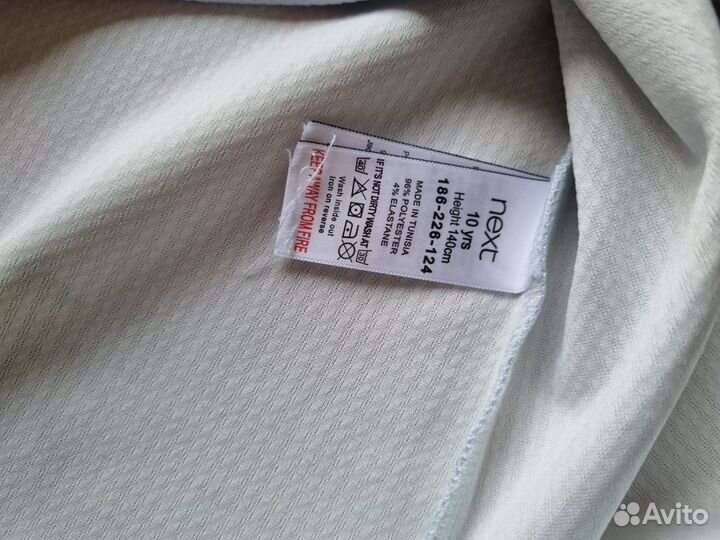 next
10 yrs
Height 140cm
186-226-124
MADE IN TUNISIA
96% POLYESTER
4% ELASTANE
IF IT'S NOT DIRTY WASH AT 30
40
Wash inside out
Iron on reverse
KEEP AWAY FROM FIRE
Avito